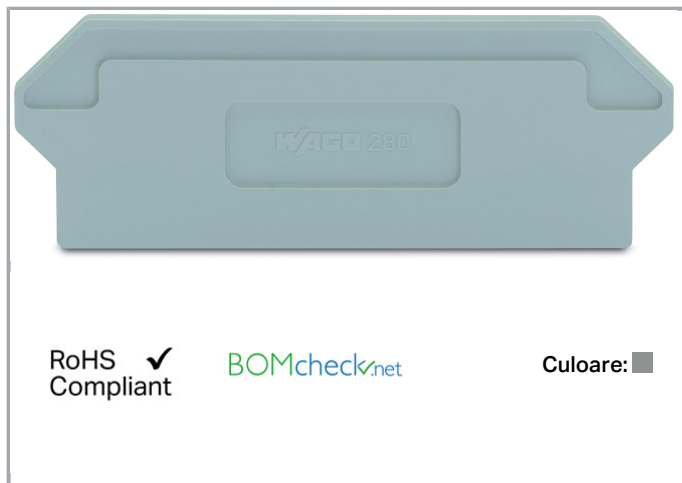 WAGO 280
RoHS ✓
Compliant
BOMcheck.net
Culoare: